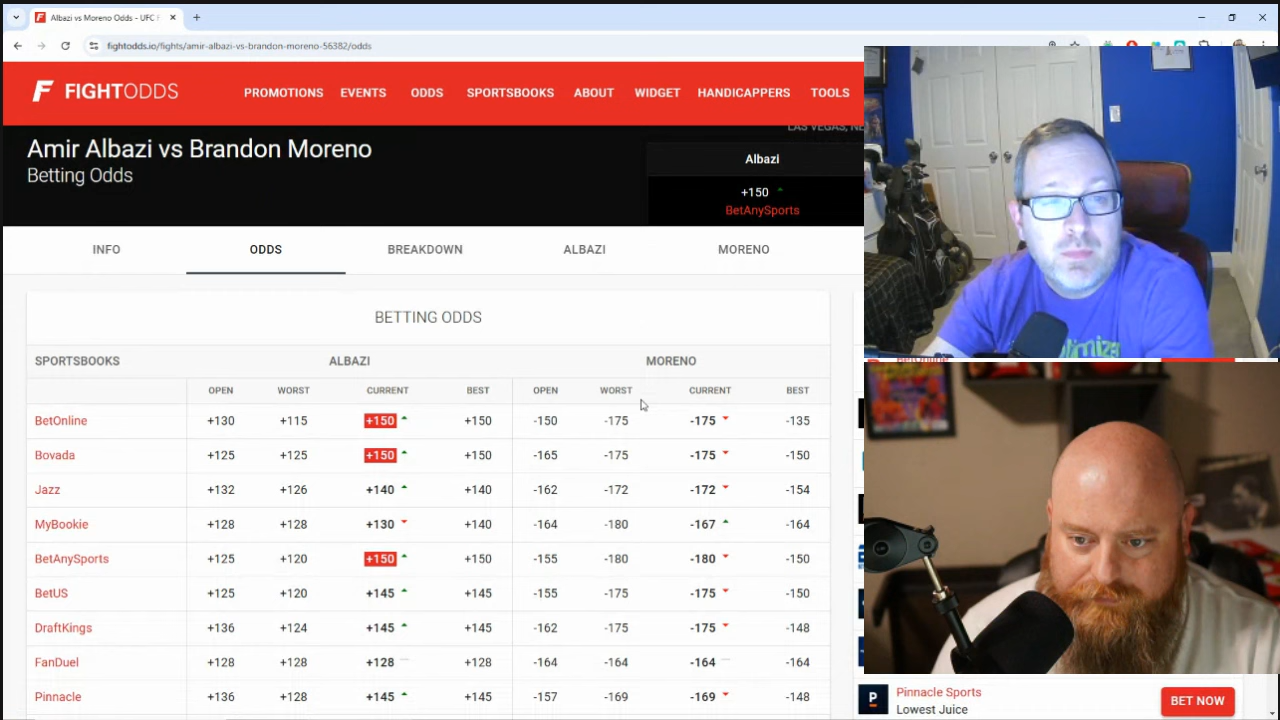 Albazi vs Moreno Odds - UFC F
fightodds.io/fights/amir-albazi-vs-brandon-moreno-56382/odds
FIGHTODDS
PROMOTIONS EVENTS ODDS SPORTSBOOKS ABOUT WIDGET HANDICAPPERS TOOLS
LAS VEGAS, NE
Amir Albazi vs Brandon Moreno
Betting Odds
Albazi
+150
BetAnySports
INFO ODDS BREAKDOWN ALBAZI MORENO
BETTING ODDS
SPORTSBOOKS ALBAZI MORENO
OPEN WORST CURRENT BEST OPEN WORST CURRENT BEST
BetOnline +130 +115 +150 +150 -150 -175 -175 -135
Bovada +125 +125 +150 +150 -165 -175 -175 -150
Jazz +132 +126 +140 +140 -162 -172 -172 -154
MyBookie +128 +128 +130 +140 -164 -180 -167 -164
BetAnySports +125 +120 +150 +150 -155 -180 -180 -150
BetUS +125 +120 +145 +145 -155 -175 -175 -150
DraftKings +136 +124 +145 +145 -162 -175 -175 -148
FanDuel +128 +128 +128 +128 -164 -164 -164 -164
Pinnacle +136 +128 +145 +145 -157 -169 -169 -148
Pinnacle Sports
Lowest Juice
BET NOW